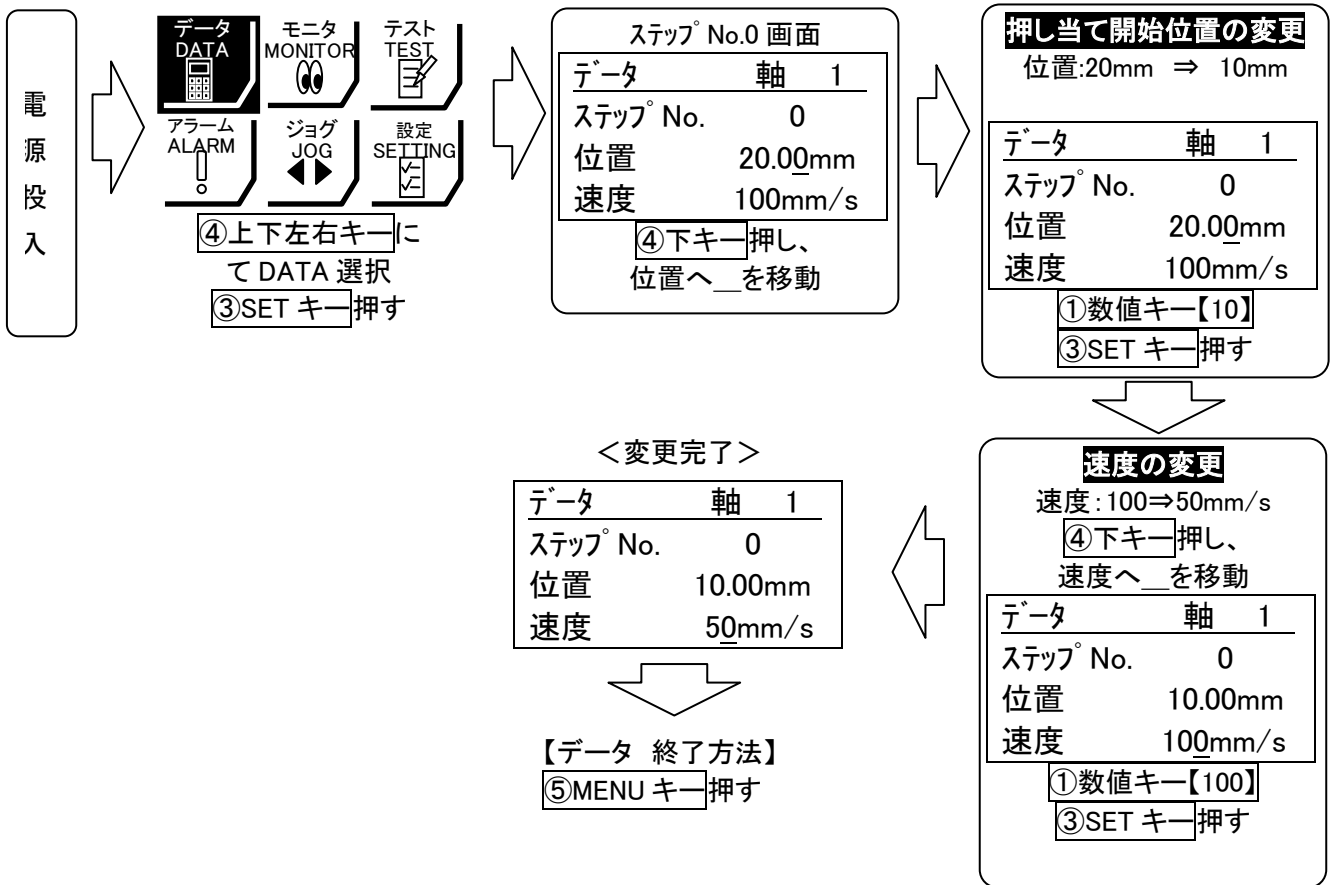 電
源
投
入
データ
DATA
モニタ
MONITOR
テスト
TEST
アラーム
ALARM
ジョグ
JOG
設定
SETTING
④上下左右キーに
て DATA 選択
③SET キー押す
ｽﾃｯﾌﾟ No.0 画面
ﾃﾞｰﾀ 軸 1
ｽﾃｯﾌﾟ No. 0
位置 20.00mm
速度 100mm/s
④下キー押し、
位置へ＿を移動
押し当て開始位置の変更
位置:20mm ⇒ 10mm
ﾃﾞｰﾀ 軸 1
ｽﾃｯﾌﾟ No. 0
位置 20.00mm
速度 100mm/s
①数値キー【10】
③SET キー押す
速度の変更
速度:100⇒50mm/s
④下キー押し、
速度へ＿を移動
ﾃﾞｰﾀ 軸 1
ｽﾃｯﾌﾟ No. 0
位置 10.00mm
速度 100mm/s
①数値キー【100】
③SET キー押す
＜変更完了＞
ﾃﾞｰﾀ 軸 1
ｽﾃｯﾌﾟ No. 0
位置 10.00mm
速度 50mm/s
【データ 終了方法】
⑤MENU キー押す